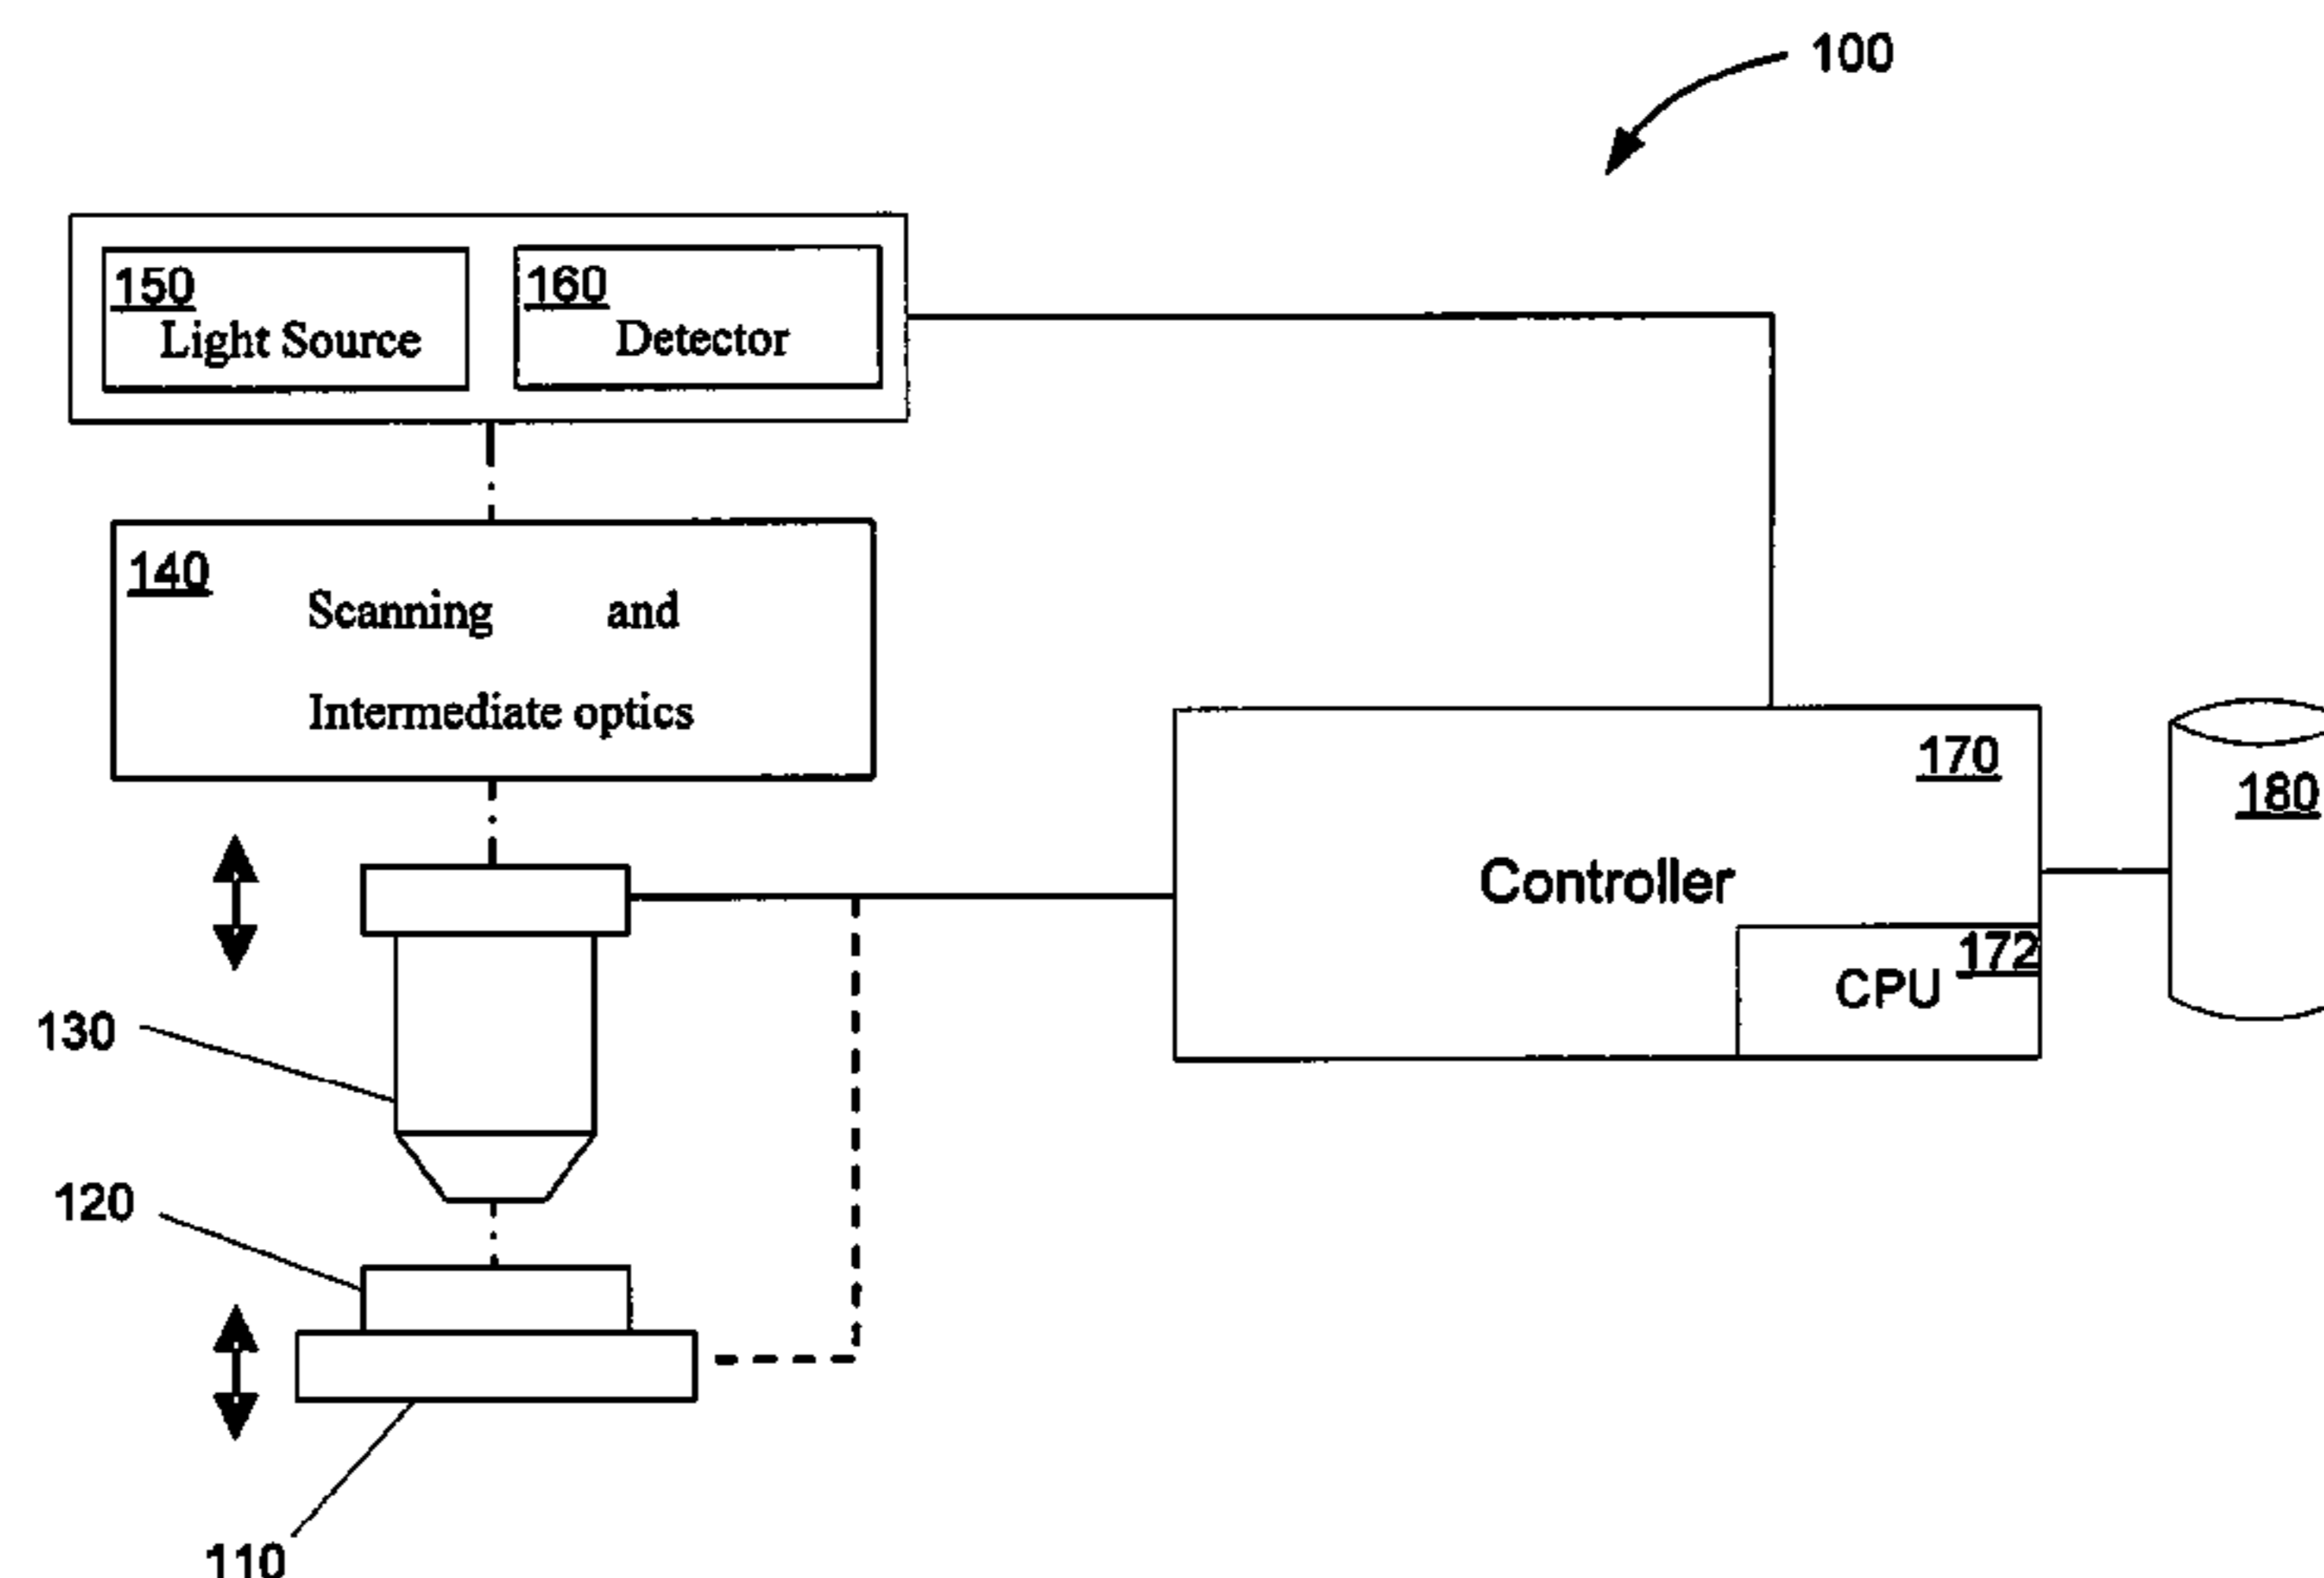 100
150
Light Source
160
Detector
140
Scanning and
Intermediate optics
170
180
Controller
172
CPU
130
120
110